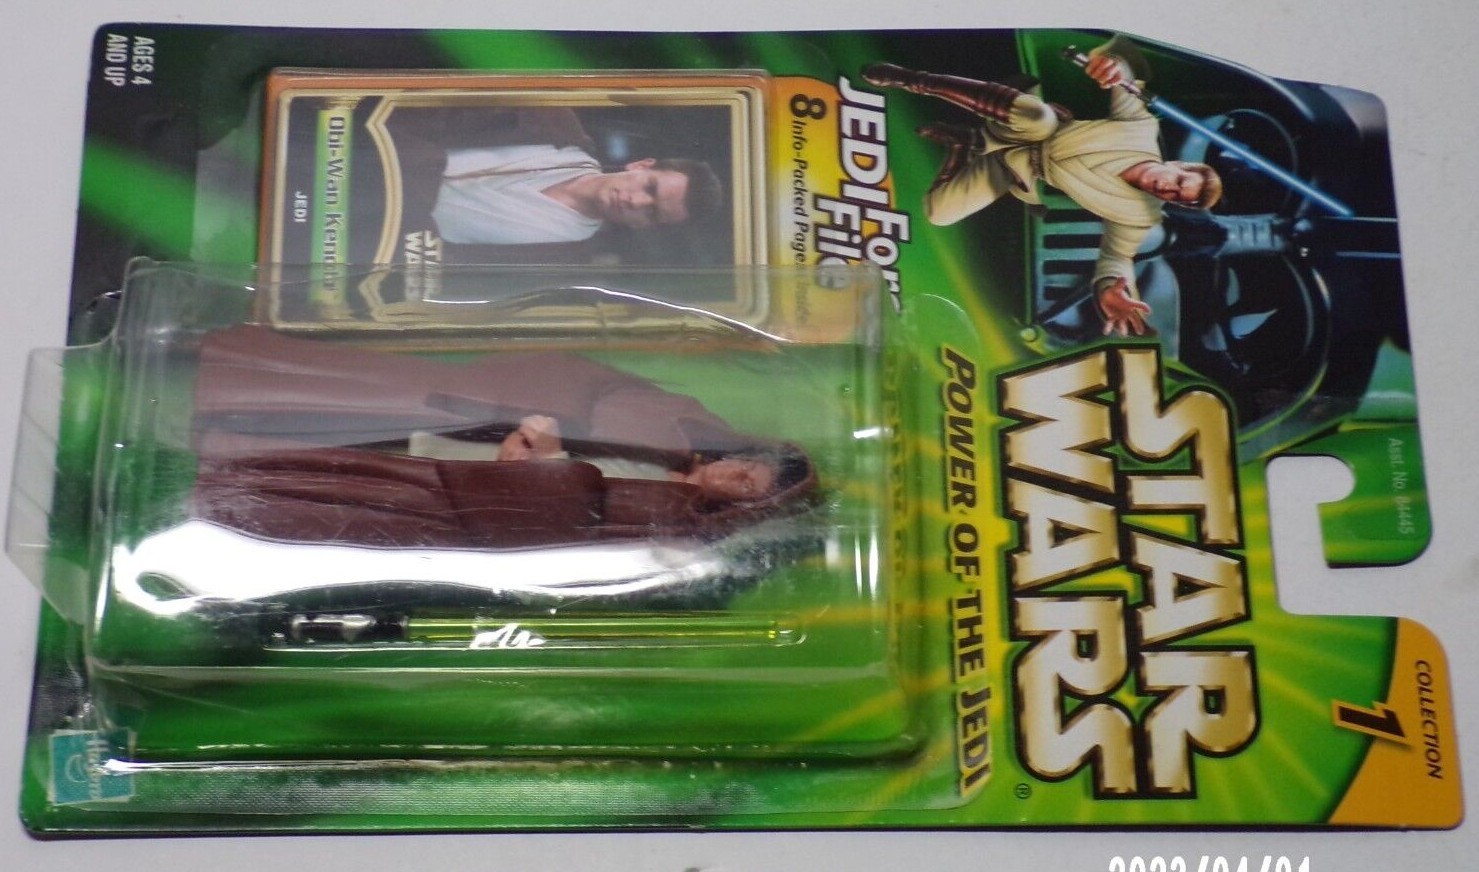 Asst. No. 84445
COLLECTION
1
STAR
WARS
®
POWER OF THE JEDI
JEDI Force
File
8 Info-Packed Pages Inside
STAR
WARS
Obi-Wan Kenobi
JEDI
AGES 4
AND UP
Hasbro